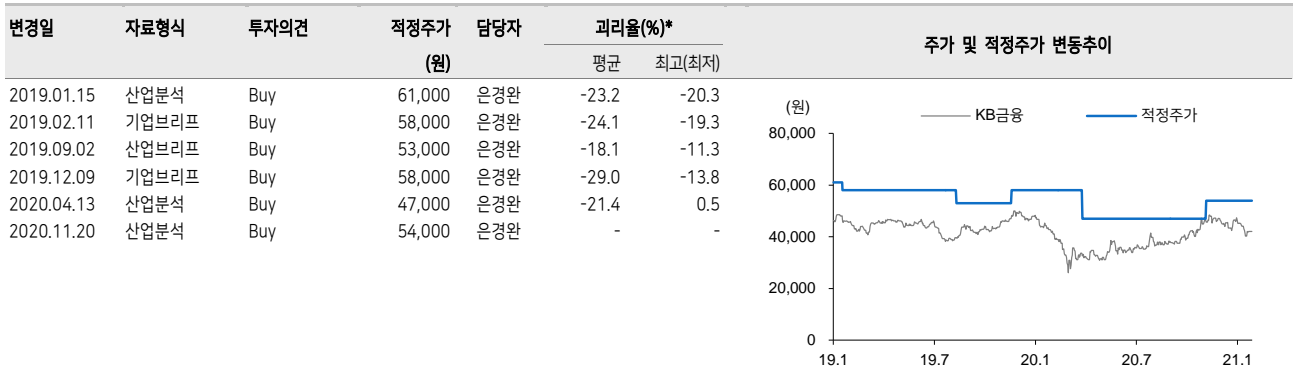 변경일 자료형식 투자의견 적정주가 담당자 괴리율(%)*
(원) 평균 최고(최저)
2019.01.15 산업분석 Buy 61,000 은경완 -23.2 -20.3
2019.02.11 기업브리프 Buy 58,000 은경완 -24.1 -19.3
2019.09.02 산업브리프 Buy 53,000 은경완 -18.1 -11.3
2019.12.09 기업브리프 Buy 58,000 은경완 -29.0 -13.8
2020.04.13 산업분석 Buy 47,000 은경완 -21.4 0.5
2020.11.20 산업분석 Buy 54,000 은경완 - -
주가 및 적정주가 변동추이
(원)
KB금융 적정주가
80,000
60,000
40,000
20,000
0
19.1 19.7 20.1 20.7 21.1